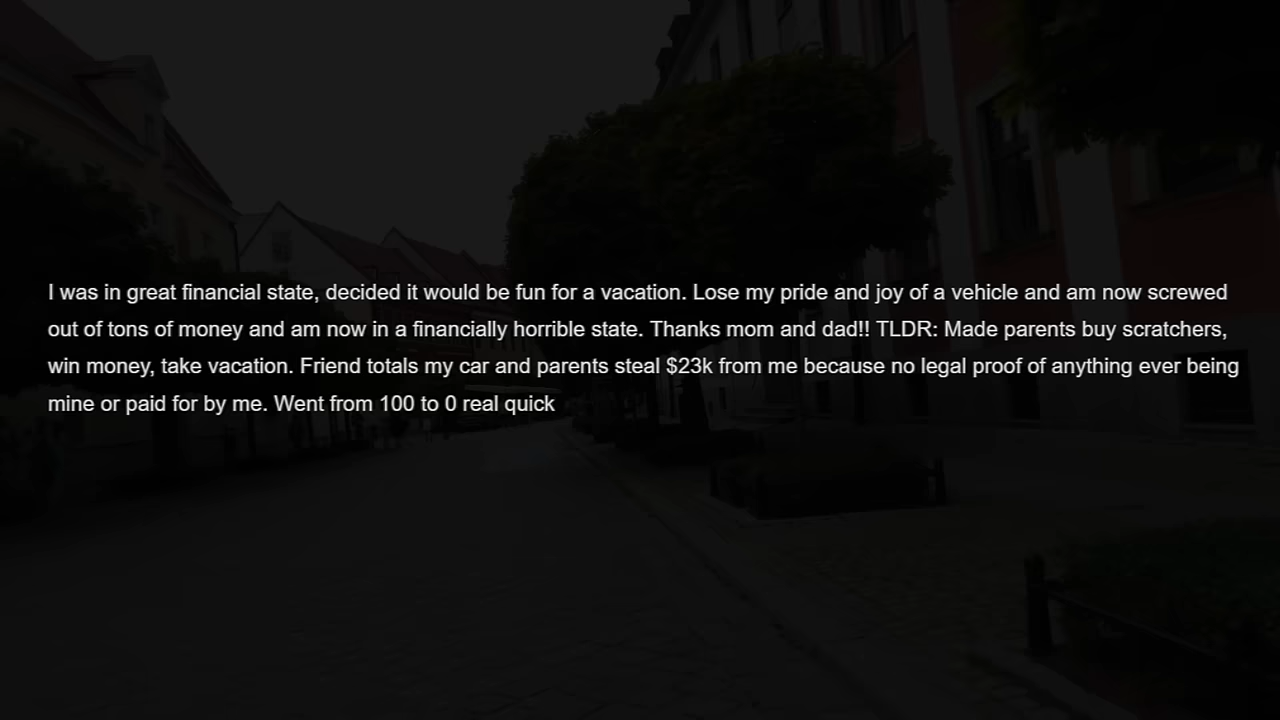 I was in great financial state, decided it would be fun for a vacation. Lose my pride and joy of a vehicle and am now screwed
out of tons of money and am now in a financially horrible state. Thanks mom and dad!! TLDR: Made parents buy scratchers,
win money, take vacation. Friend totals my car and parents steal $23k from me because no legal proof of anything ever being
mine or paid for by me. Went from 100 to 0 real quick